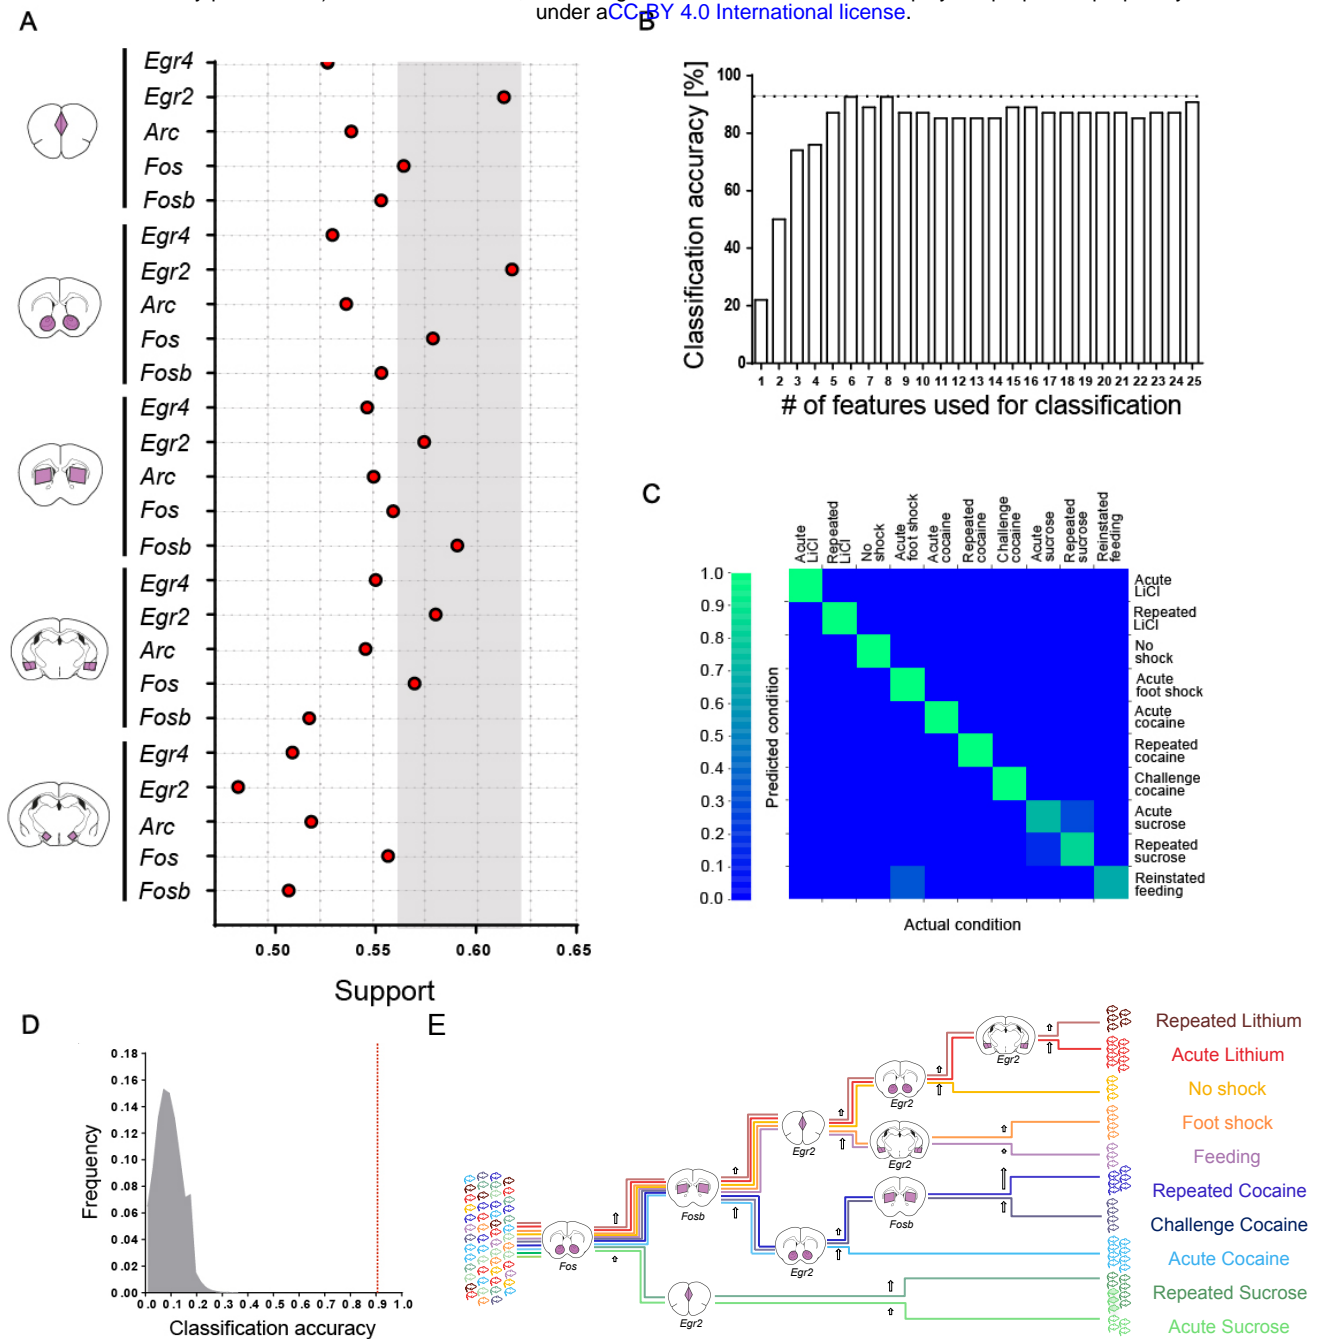 under aCC-BY 4.0 International license.
A
Egr4
Egr2
Arc
Fos
Fosb
Egr4
Egr2
Arc
Fos
Fosb
Egr4
Egr2
Arc
Fos
Fosb
Egr4
Egr2
Arc
Fos
Fosb
Egr4
Egr2
Arc
Fos
Fosb
0.50 0.55 0.60 0.65
Support
B
Classification accuracy [%]
100
80
60
40
20
0
1 2 3 4 5 6 7 8 9 10 11 12 13 14 15 16 17 18 19 20 21 22 23 24 25
# of features used for classification
C
Acute LiCl
Repeated LiCl
No shock
Acute foot shock
Acute cocaine
Repeated cocaine
Challenge cocaine
Acute sucrose
Repeated sucrose
Reinstated feeding
1.0
0.9
0.8
0.7
0.6
0.5
0.4
0.3
0.2
0.1
0.0
Predicted condition
Acute
LiCl
Repeated
LiCl
No
shock
Acute
foot shock
Acute
cocaine
Repeated
cocaine
Challenge
cocaine
Acute
sucrose
Repeated
sucrose
Reinstated
feeding
Actual condition
D
Frequency
0.18
0.16
0.14
0.12
0.10
0.08
0.06
0.04
0.02
0.00
0.0 0.1 0.2 0.3 0.4 0.5 0.6 0.7 0.8 0.9 1.0
Classification accuracy
E
Fos
Fosb
Egr2
Egr2
Egr2
Egr2
Egr2
Egr2
Fosb
Repeated Lithium
Acute Lithium
No shock
Foot shock
Feeding
Repeated Cocaine
Challenge Cocaine
Acute Cocaine
Repeated Sucrose
Acute Sucrose